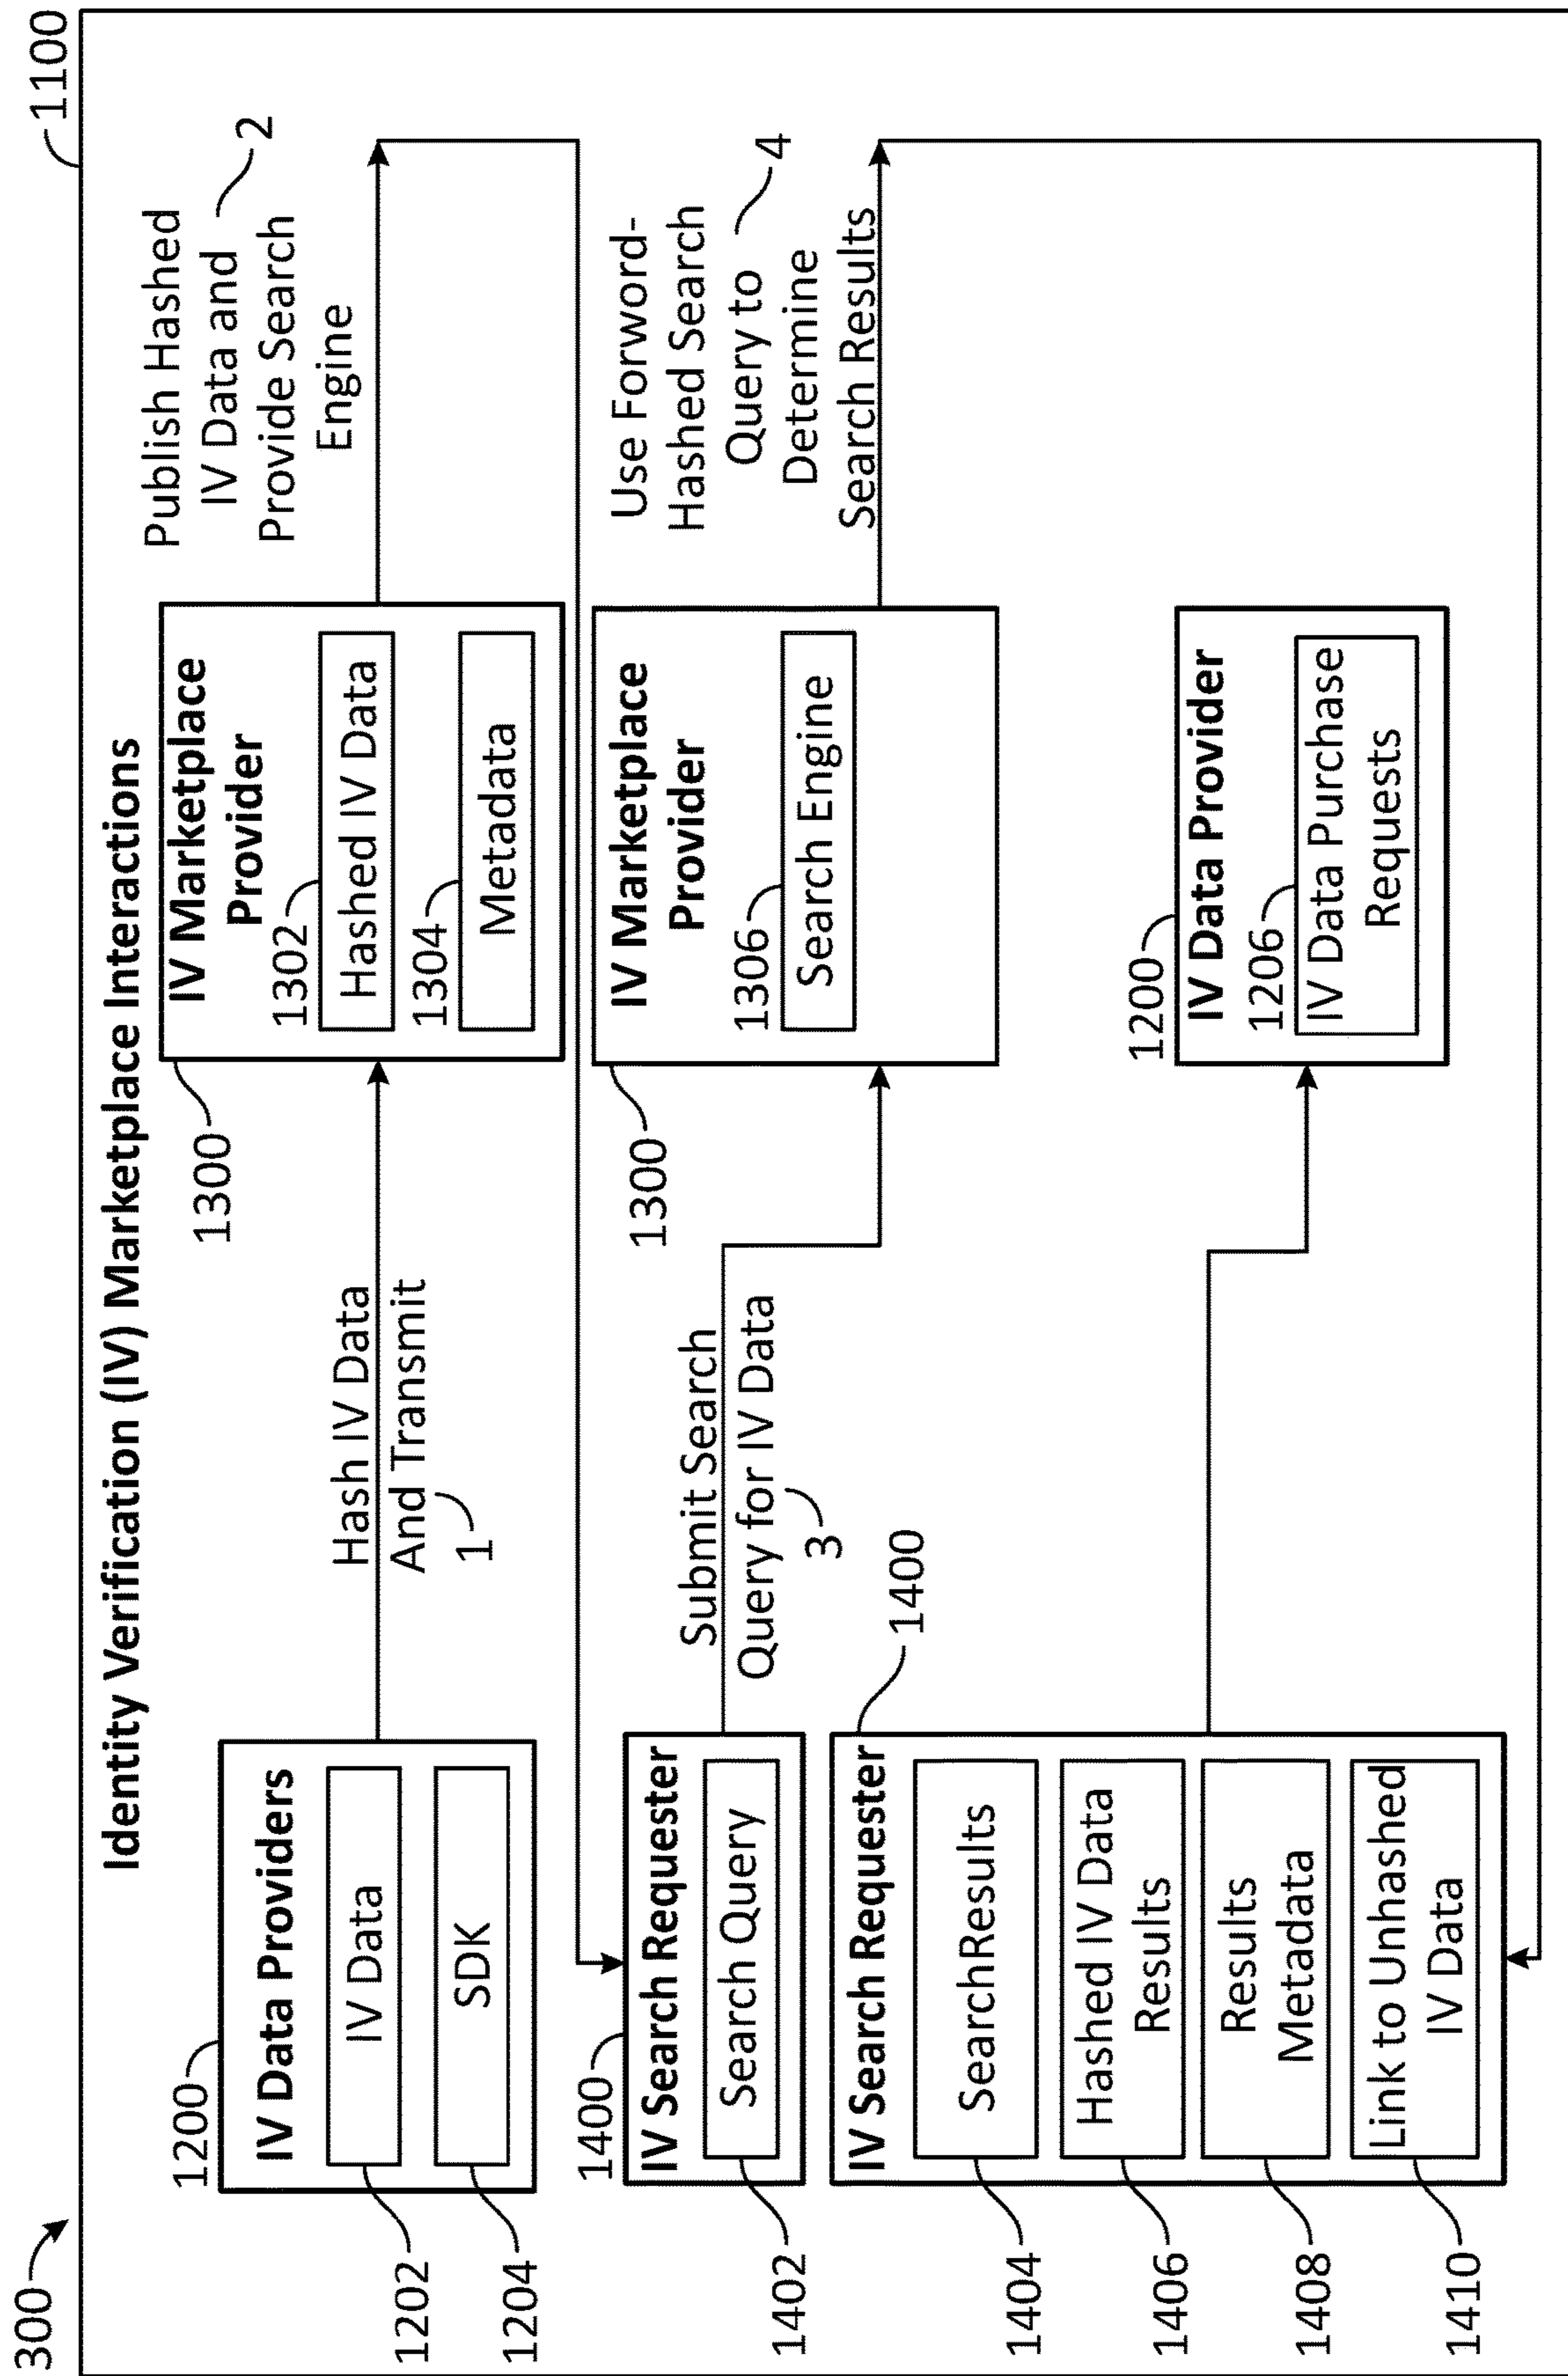 300
1100
Identity Verification (IV) Marketplace Interactions
1200
IV Data Providers
1202
IV Data
1204
SDK
Hash IV Data
And Transmit
1
1300
IV Marketplace
Provider
1302
Hashed IV Data
1304
Metadata
Publish Hashed
IV Data and
2
Provide Search
Engine
1400
IV Search Requester
1402
Search Query
Submit Search
Query for IV Data
3
1300
IV Marketplace
Provider
1306
Search Engine
Use Forword-
Hashed Search
Query to
4
Determine
Search Results
1400
IV Search Requester
1404
SearchResults
1406
Hashed IV Data
Results
1408
Results
Metadata
1410
Link to Unhashed
IV Data
1200
IV Data Provider
1206
IV Data Purchase
Requests